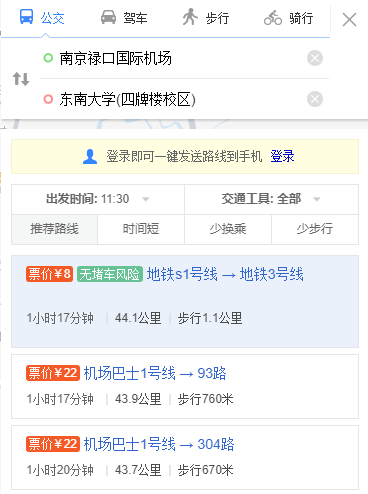 公交 驾车 步行 骑行
南京禄口国际机场
东南大学(四牌楼校区)
登录即可一键发送路线到手机 登录
出发时间: 11:30 交通工具: 全部
推荐路线 时间短 少换乘 少步行
票价¥8 无堵车风险 地铁s1号线 → 地铁3号线
1小时17分钟 | 44.1公里 | 步行1.1公里
票价¥22 机场巴士1号线 → 93路
1小时17分钟 | 43.9公里 | 步行760米
票价¥22 机场巴士1号线 → 304路
1小时20分钟 | 43.7公里 | 步行670米